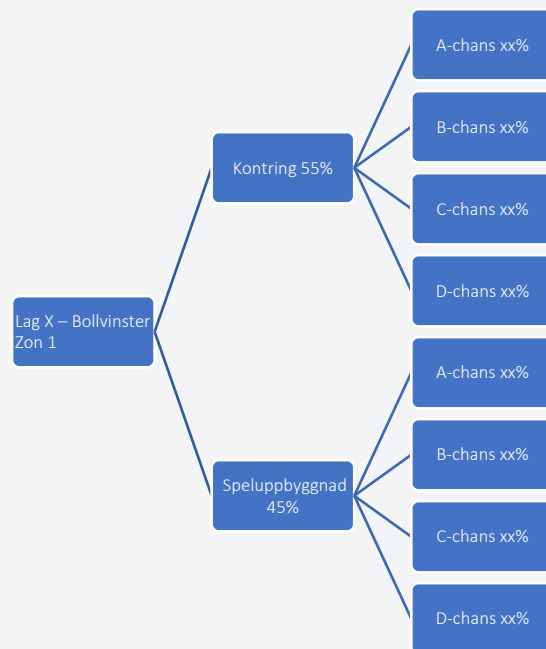 Lag X – Bollvinster
Zon 1
Kontring 55%
A-chans xx%
B-chans xx%
C-chans xx%
D-chans xx%
Speluppbyggnad
45%
A-chans xx%
B-chans xx%
C-chans xx%
D-chans xx%